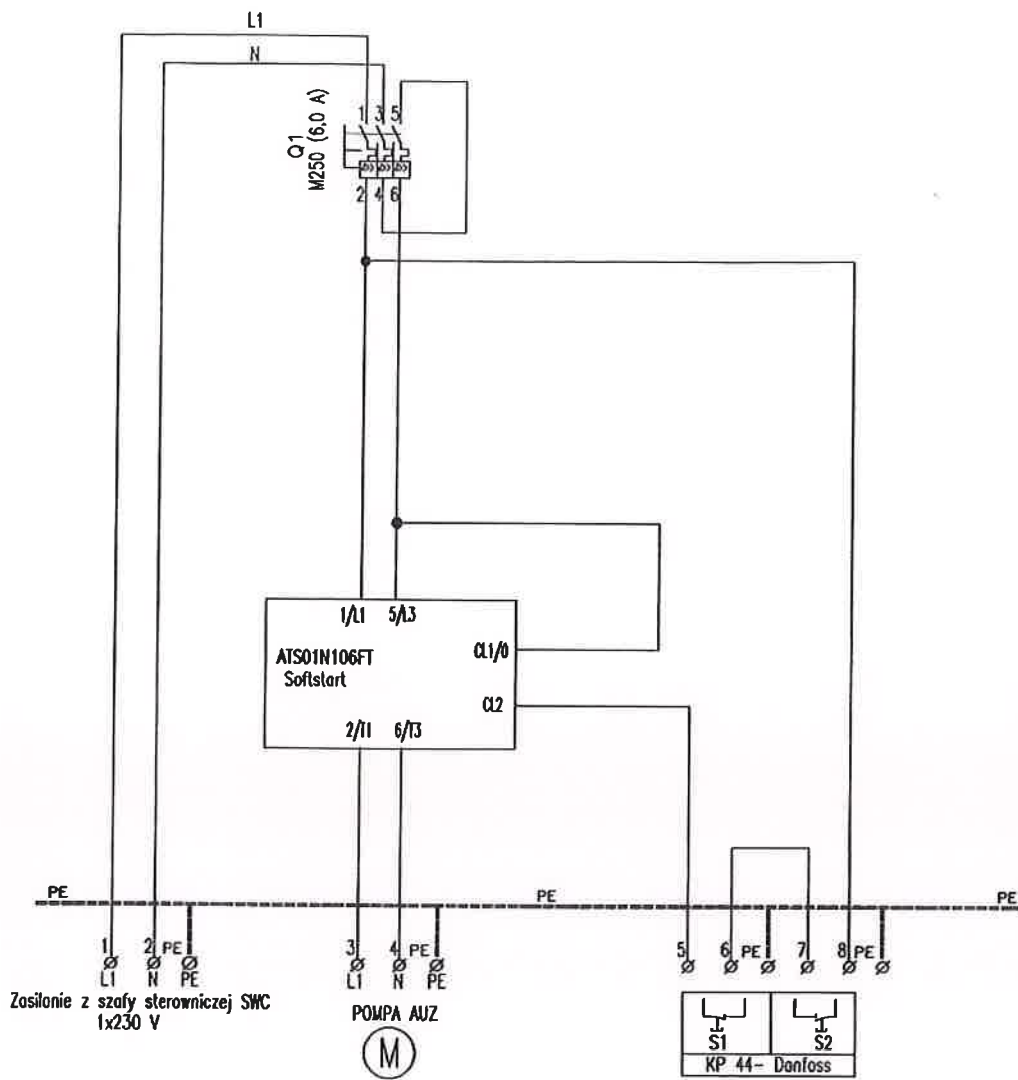 L1
N
1 3 5
Q1
M250 (6,0 A)
2 4 6
1/L1 5/L3
CL1/0
ATS01N106FT
Softstart
CL2
2/T1 6/T3
PE PE PE
1 2 PE 3 4 PE 5 6 PE 7 8 PE
L1 N PE L1 N PE
Zasilanie z szafy sterowniczej SWC
1x230 V
POMPA AUZ
M
S1 S2
KP 44- Danfoss